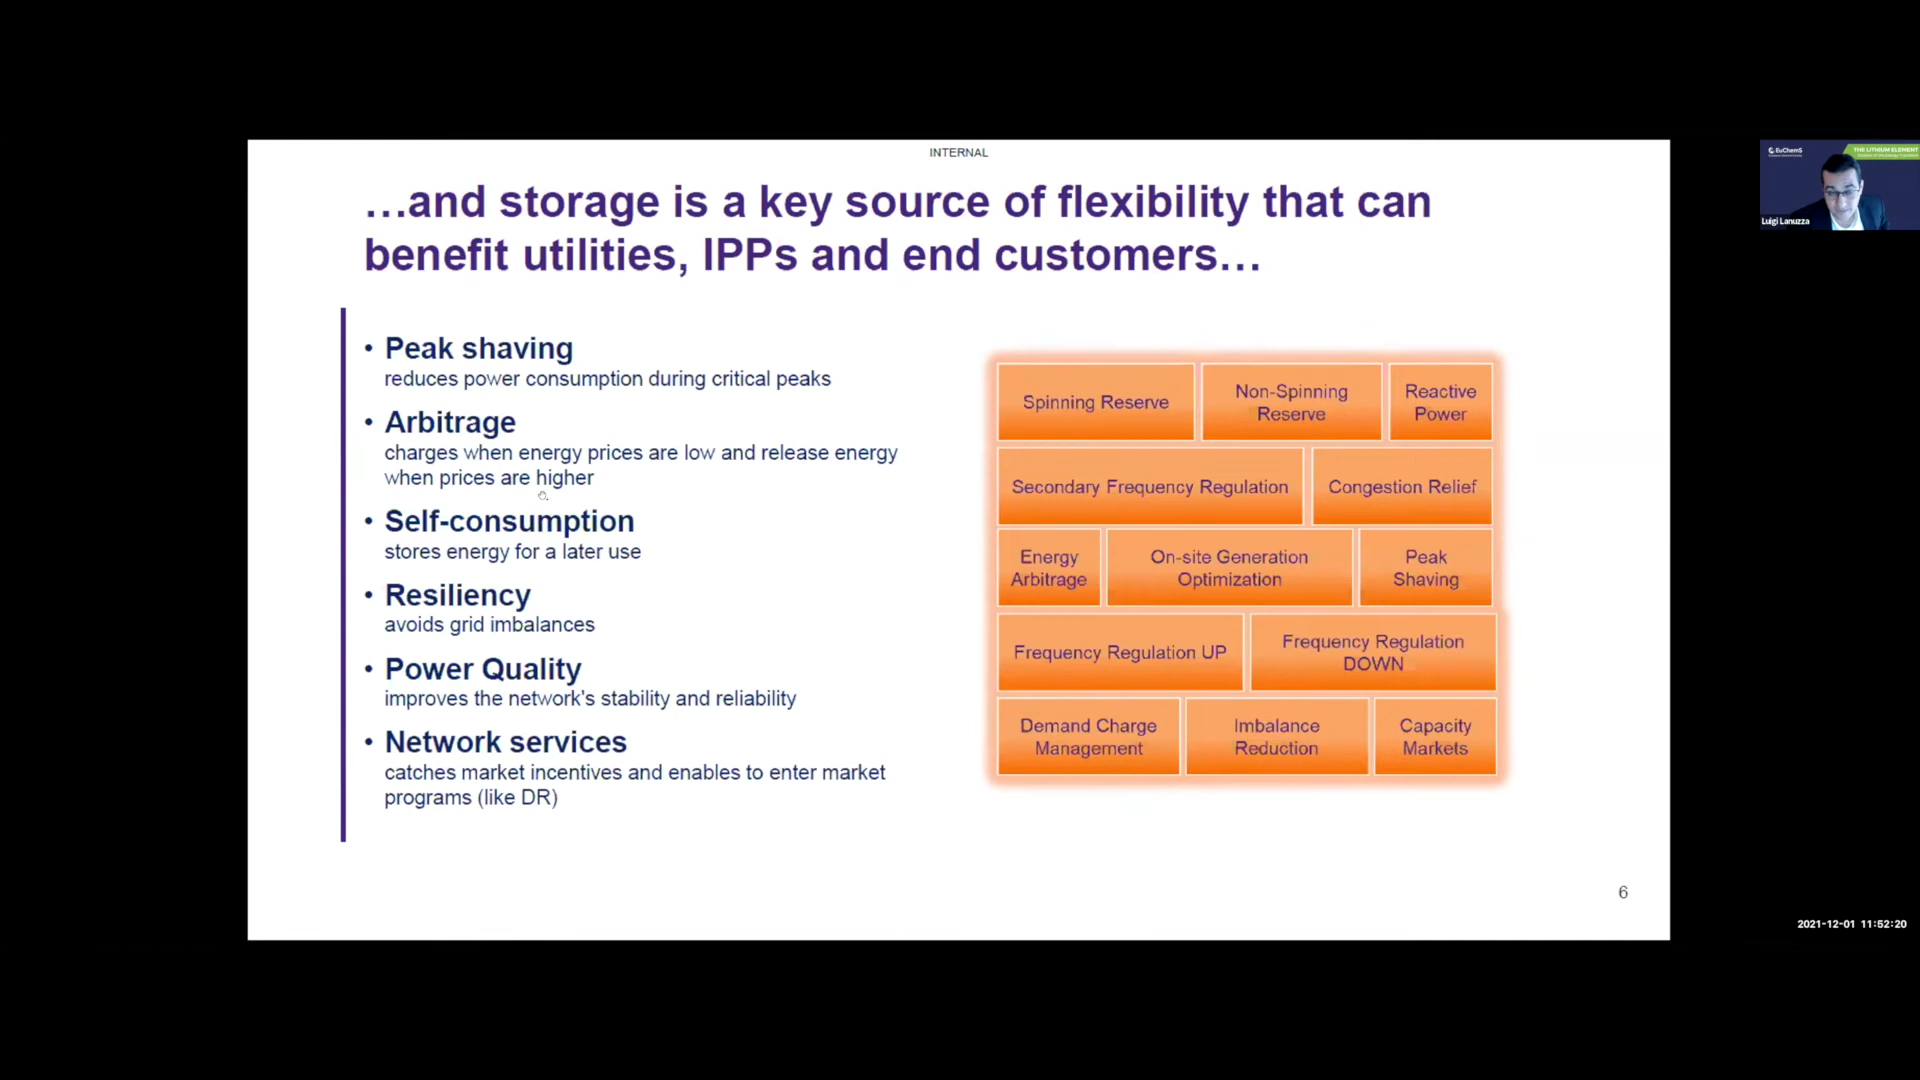 INTERNAL
…and storage is a key source of flexibility that can
benefit utilities, IPPs and end customers…
• Peak shaving
reduces power consumption during critical peaks
• Arbitrage
charges when energy prices are low and release energy
when prices are higher
• Self-consumption
stores energy for a later use
• Resiliency
avoids grid imbalances
• Power Quality
improves the network's stability and reliability
• Network services
catches market incentives and enables to enter market
programs (like DR)
Spinning Reserve
Non-Spinning
Reserve
Reactive
Power
Secondary Frequency Regulation
Congestion Relief
Energy
Arbitrage
On-site Generation
Optimization
Peak
Shaving
Frequency Regulation UP
Frequency Regulation
DOWN
Demand Charge
Management
Imbalance
Reduction
Capacity
Markets
6
EuChemS
THE LITHIUM ELEMENT
Luigi Lanuzza
2021-12-01 11:52:20